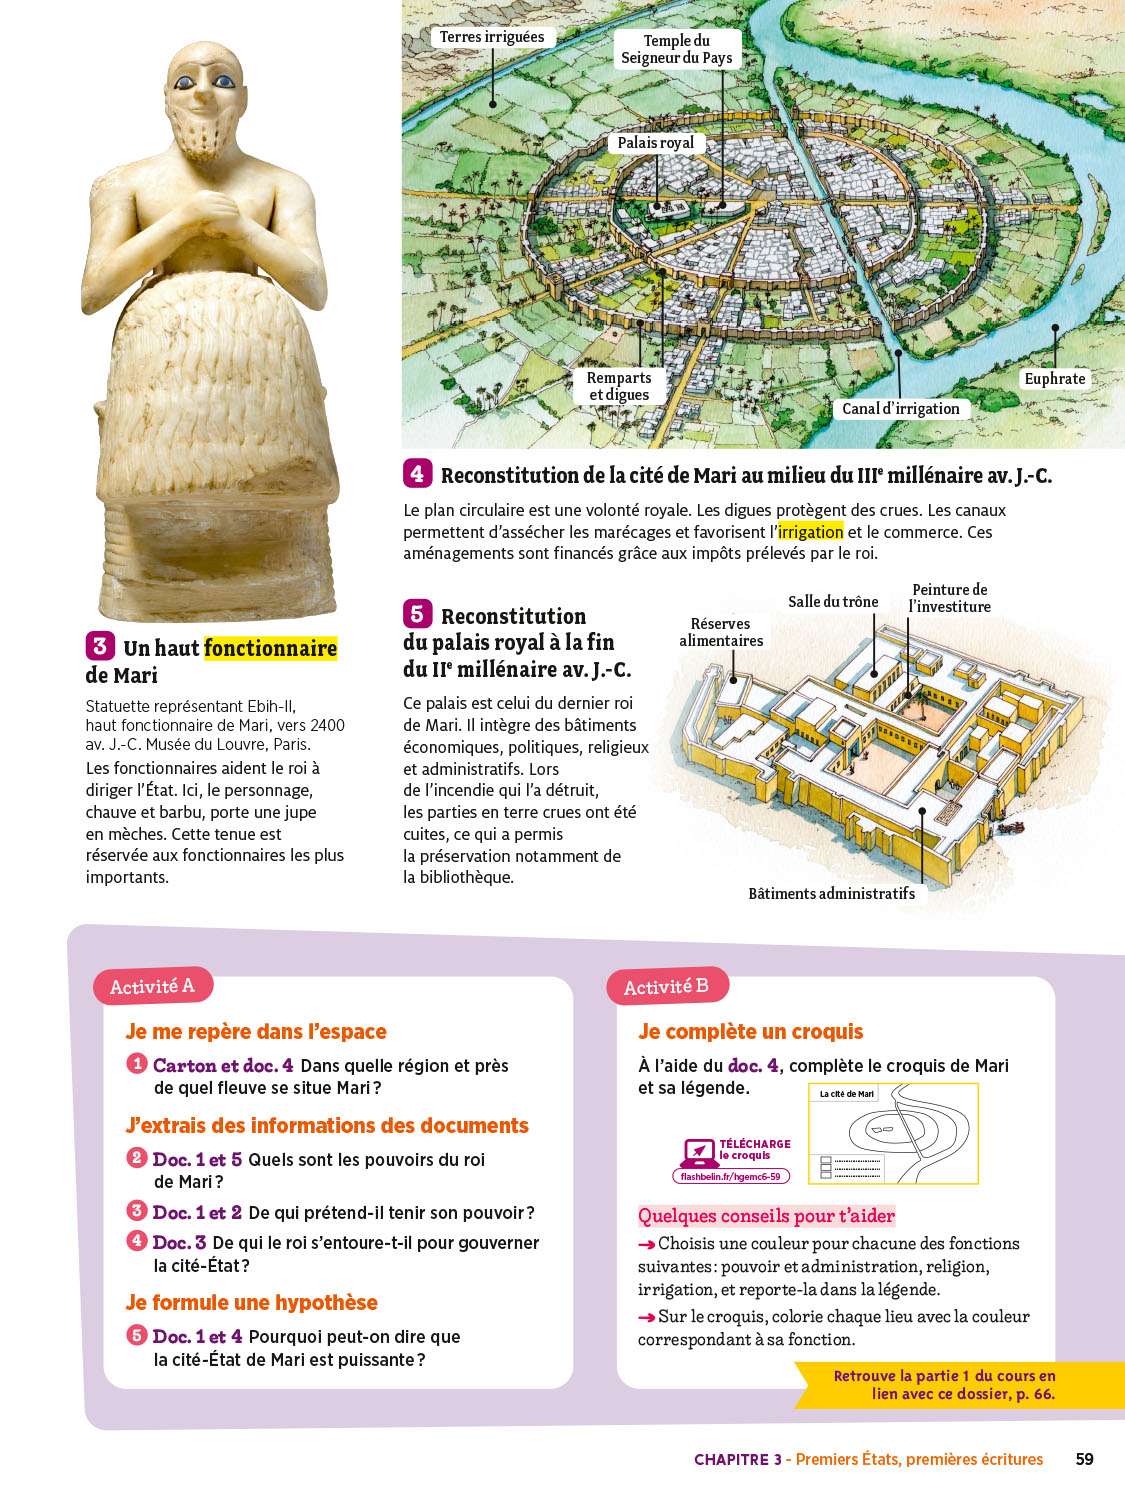 Terres irriguées
Temple du
Seigneur du Pays
Palais royal
Remparts
et digues
Euphrate
Canal d'irrigation
4 Reconstitution de la cité de Mari au milieu du IIIe millénaire av. J.-C.
Le plan circulaire est une volonté royale. Les digues protègent des crues. Les canaux
permettent d'assécher les marécages et favorisent l'irrigation et le commerce. Ces
aménagements sont financés grâce aux impôts prélevés par le roi.
3 Un haut fonctionnaire
de Mari
Statuette représentant Ebih-Il,
haut fonctionnaire de Mari, vers 2400
av. J.-C. Musée du Louvre, Paris.
Les fonctionnaires aident le roi à
diriger l'État. Ici, le personnage,
chauve et barbu, porte une jupe
en mèches. Cette tenue est
réservée aux fonctionnaires les plus
importants.
5 Reconstitution
du palais royal à la fin
du IIe millénaire av. J.-C.
Ce palais est celui du dernier roi
de Mari. Il intègre des bâtiments
économiques, politiques, religieux
et administratifs. Lors
de l'incendie qui l'a détruit,
les parties en terre crues ont été
cuites, ce qui a permis
la préservation notamment de
la bibliothèque.
Réserves
alimentaires
Salle du trône
Peinture de
l'investiture
Bâtiments administratifs
Activité A
Je me repère dans l'espace
1 Carton et doc. 4 Dans quelle région et près
de quel fleuve se situe Mari ?
J'extrais des informations des documents
2 Doc. 1 et 5 Quels sont les pouvoirs du roi
de Mari ?
3 Doc. 1 et 2 De qui prétend-il tenir son pouvoir ?
4 Doc. 3 De qui le roi s'entoure-t-il pour gouverner
la cité-État ?
Je formule une hypothèse
5 Doc. 1 et 4 Pourquoi peut-on dire que
la cité-État de Mari est puissante ?
Activité B
Je complète un croquis
À l'aide du doc. 4, complète le croquis de Mari
et sa légende.
La cité de Mari
TÉLÉCHARGE
le croquis
flashbelin.fr/hgemc6-59
Quelques conseils pour t'aider
→ Choisis une couleur pour chacune des fonctions
suivantes : pouvoir et administration, religion,
irrigation, et reporte-la dans la légende.
→ Sur le croquis, colorie chaque lieu avec la couleur
correspondant à sa fonction.
Retrouve la partie 1 du cours en
lien avec ce dossier, p. 66.
CHAPITRE 3 - Premiers États, premières écritures 59